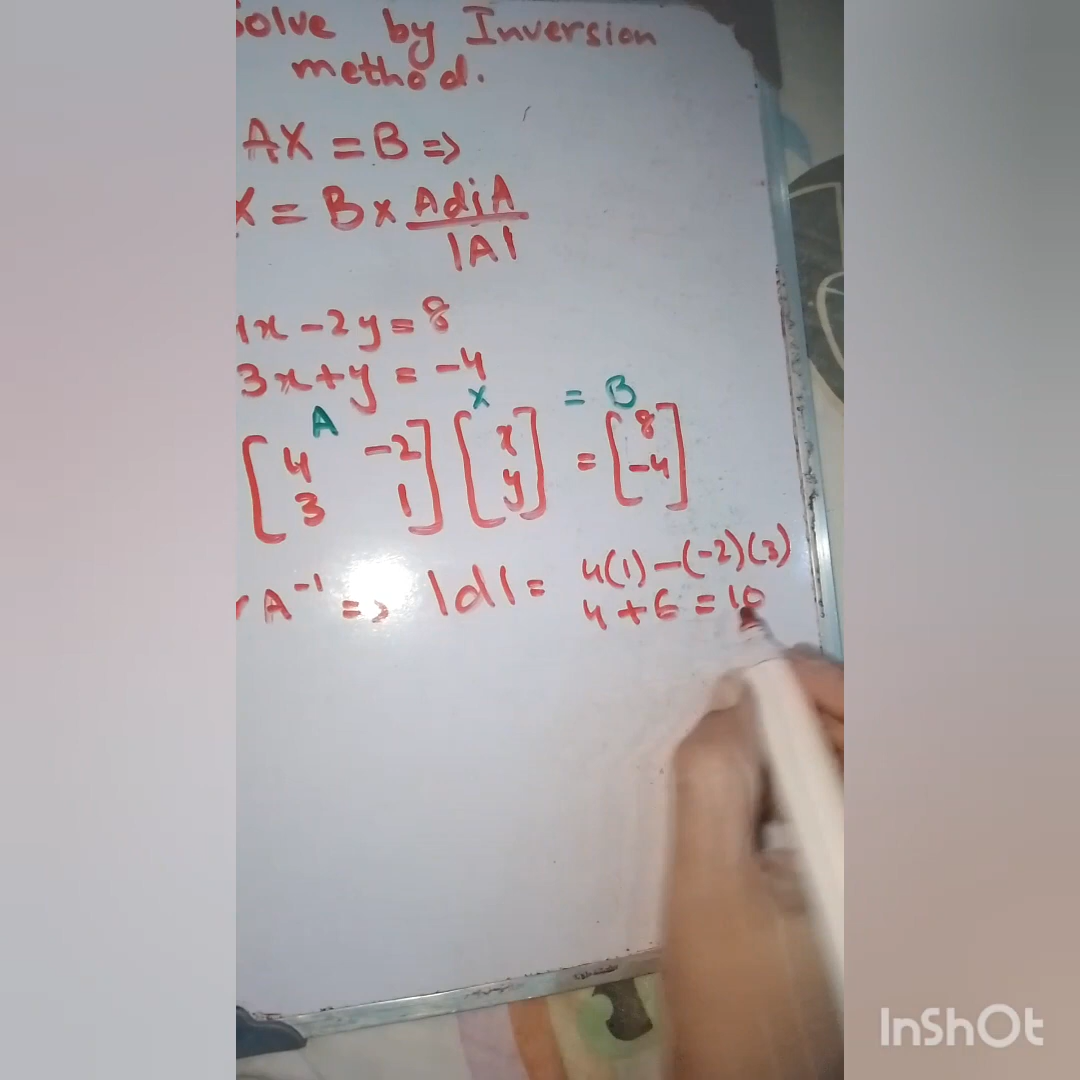 Solve by Inversion
method.
AX = B =>
X = B x AdjA
|A|
4x - 2y = 8
3x + y = -4
A X = B
[4 -2] [x] = [8]
[3 1] [y] [-4]
A⁻¹ => |d| = 4(1) - (-2)(3)
4 + 6 = 10
InShOt